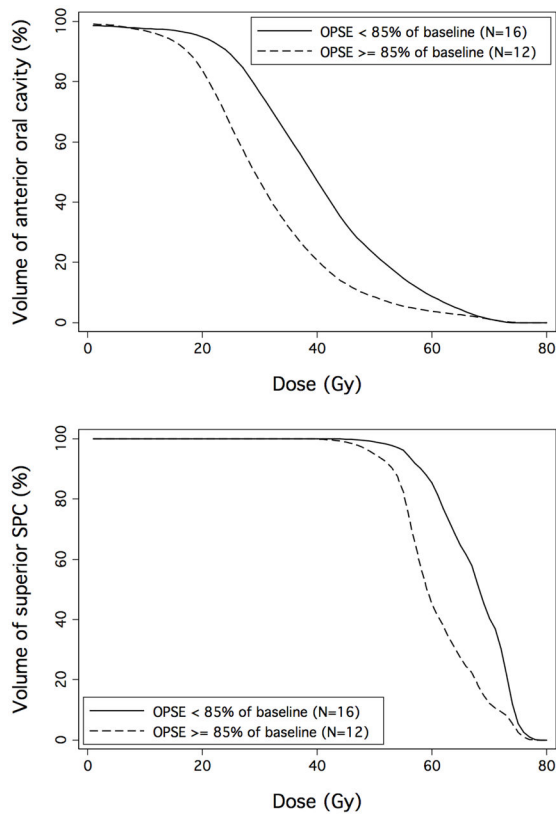 OPSE < 85% of baseline (N=16)
OPSE >= 85% of baseline (N=12)
Volume of anterior oral cavity (%)
100
80
60
40
20
0
0 20 40 60 80
Dose (Gy)
OPSE < 85% of baseline (N=16)
OPSE >= 85% of baseline (N=12)
Volume of superior SPC (%)
100
80
60
40
20
0
0 20 40 60 80
Dose (Gy)